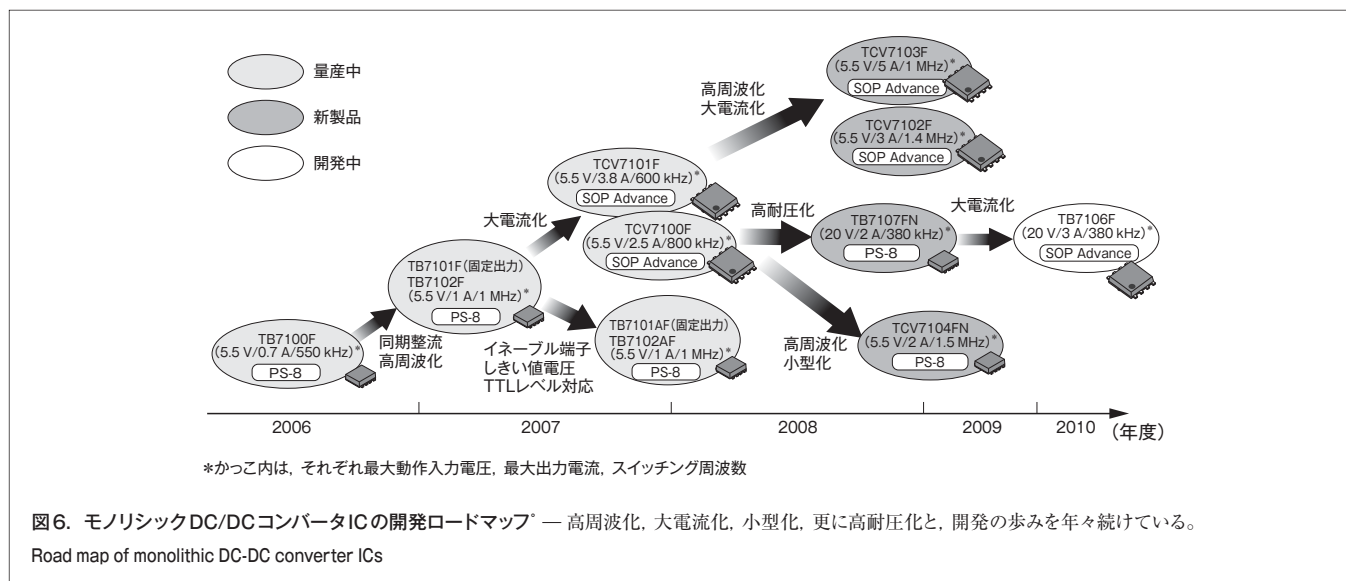 量産中
新製品
開発中
TCV7103F
(5.5 V/5 A/1 MHz)*
SOP Advance
高周波化
大電流化
TCV7102F
(5.5 V/3 A/1.4 MHz)*
SOP Advance
TCV7101F
(5.5 V/3.8 A/600 kHz)*
SOP Advance
大電流化
高耐圧化
大電流化
TCV7100F
(5.5 V/2.5 A/800 kHz)*
SOP Advance
TB7107FN
(20 V/2 A/380 kHz)*
PS-8
TB7106F
(20 V/3 A/380 kHz)*
SOP Advance
TB7101F(固定出力)
TB7102F
(5.5 V/1 A/1 MHz)*
PS-8
TB7100F
(5.5 V/0.7 A/550 kHz)*
PS-8
同期整流
高周波化
イネーブル端子
しきい値電圧
TTLレベル対応
TB7101AF(固定出力)
TB7102AF
(5.5 V/1 A/1 MHz)*
PS-8
高周波化
小型化
TCV7104FN
(5.5 V/2 A/1.5 MHz)*
PS-8
2006 2007 2008 2009 2010 (年度)
*かっこ内は,それぞれ最大動作入力電圧,最大出力電流,スイッチング周波数
図6. モノリシックDC/DCコンバータICの開発ロードマップ — 高周波化,大電流化,小型化,更に高耐圧化と,開発の歩みを年々続けている。
Road map of monolithic DC-DC converter ICs